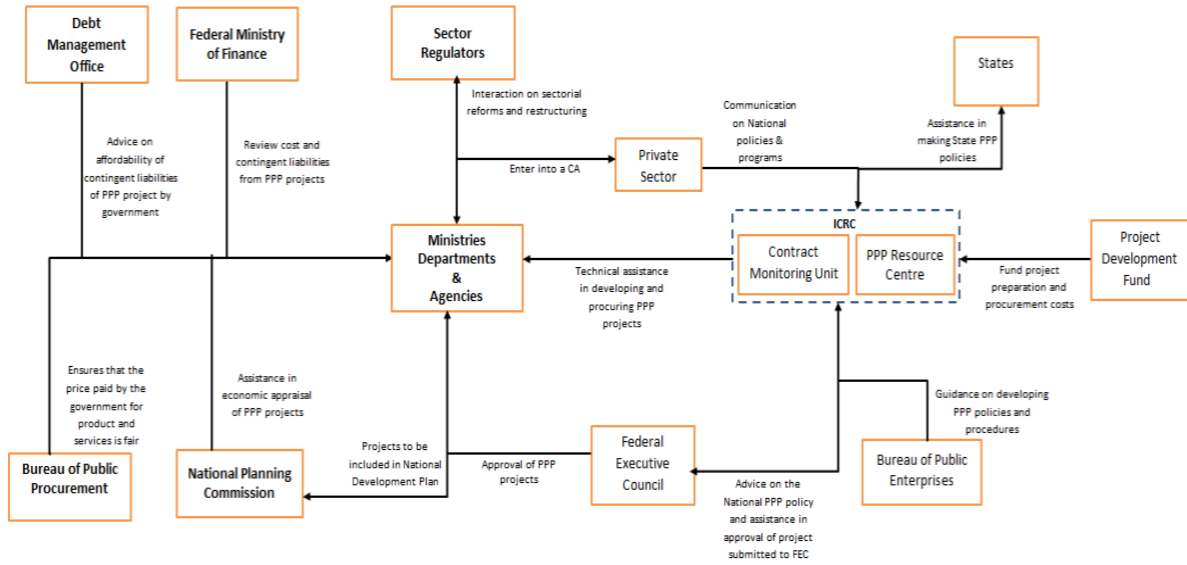 Debt
Management
Office
Federal Ministry
of Finance
Sector
Regulators
States
Interaction on sectorial
reforms and restructuring
Communication
on National
policies &
programs
Assistance in
making State PPP
policies
Advice on
affordability of
contingent liabilities
of PPP project by
government
Review cost and
contingent liabilities
from PPP projects
Enter into a CA
Private
Sector
Ministries
Departments
&
Agencies
ICRC
Contract
Monitoring Unit
PPP Resource
Centre
Project
Development
Fund
Technical assistance
in developing and
procuring PPP
projects
Fund project
preparation and
procurement costs
Ensures that the
price paid by the
government for
product and
services is fair
Assistance in
economic appraisal
of PPP projects
Guidance on developing
PPP policies and
procedures
Projects to be
included in National
Development Plan
Approval of PPP
projects
Federal
Executive
Council
Bureau of Public
Procurement
National Planning
Commission
Bureau of Public
Enterprises
Advice on the
National PPP policy
and assistance in
approval of project
submitted to FEC